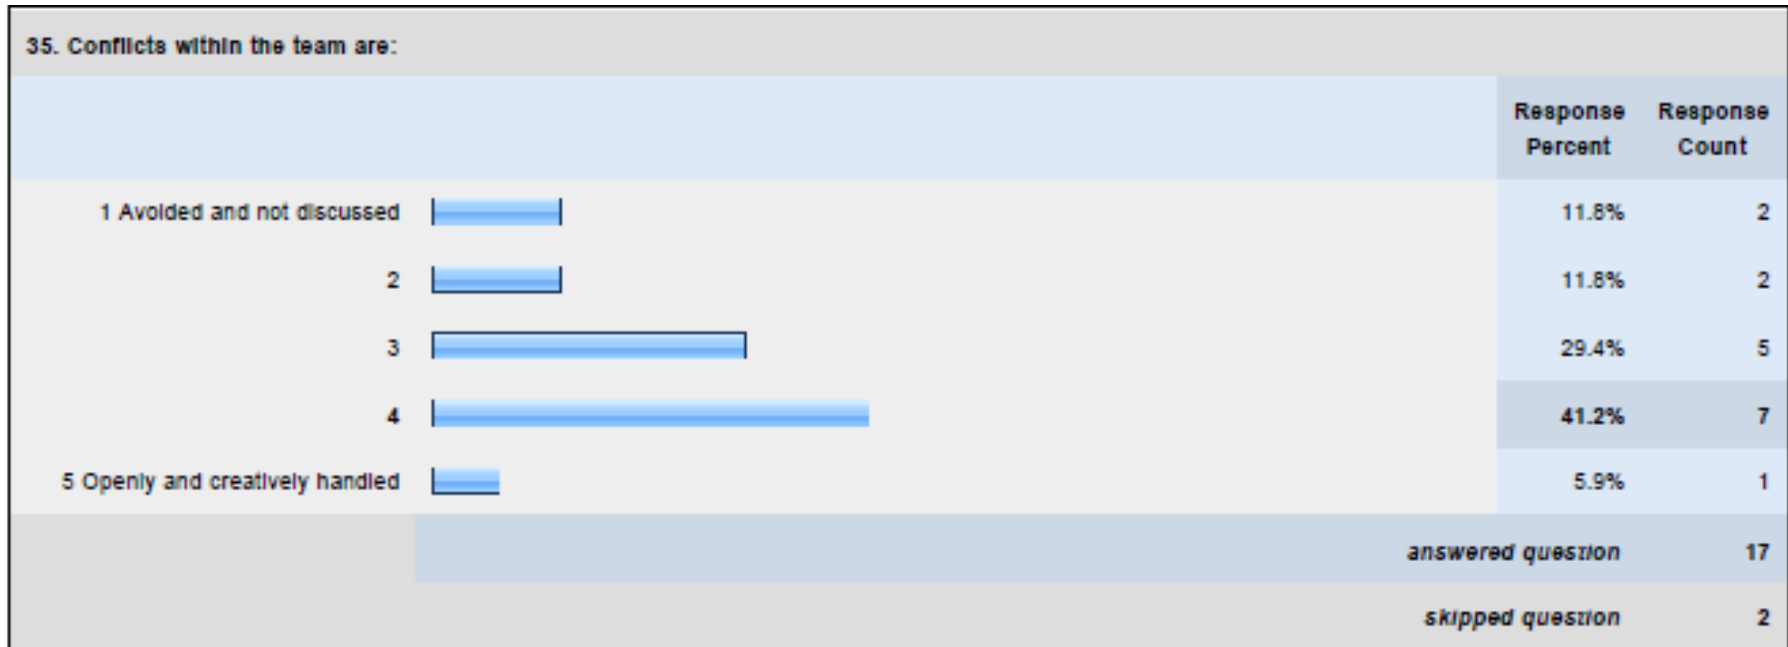 35. Conflicts within the team are:
Response Percent
Response Count
1 Avoided and not discussed 11.8% 2
2 11.8% 2
3 29.4% 5
4 41.2% 7
5 Openly and creatively handled 5.9% 1
answered question 17
skipped question 2